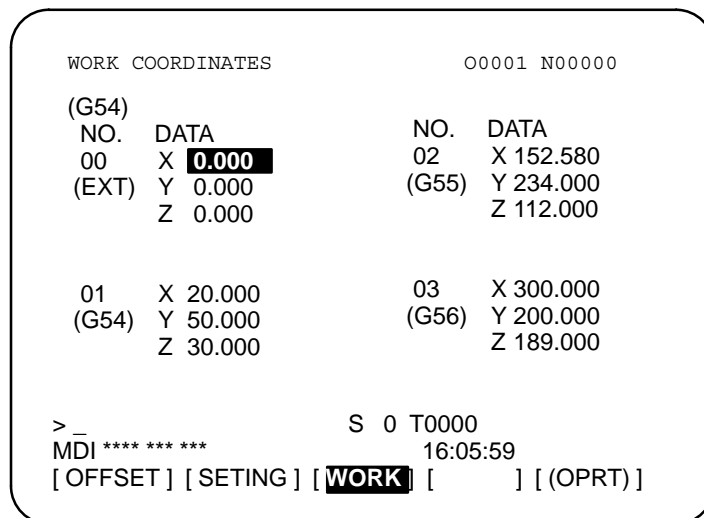 WORK COORDINATES O0001 N00000
(G54)
NO. DATA NO. DATA
00 X 0.000 02 X 152.580
(EXT) Y 0.000 (G55) Y 234.000
Z 0.000 Z 112.000
01 X 20.000 03 X 300.000
(G54) Y 50.000 (G56) Y 200.000
Z 30.000 Z 189.000
> _ S 0 T0000
MDI **** *** *** 16:05:59
[ OFFSET ] [ SETING ] [ WORK ] [ ] [ (OPRT) ]